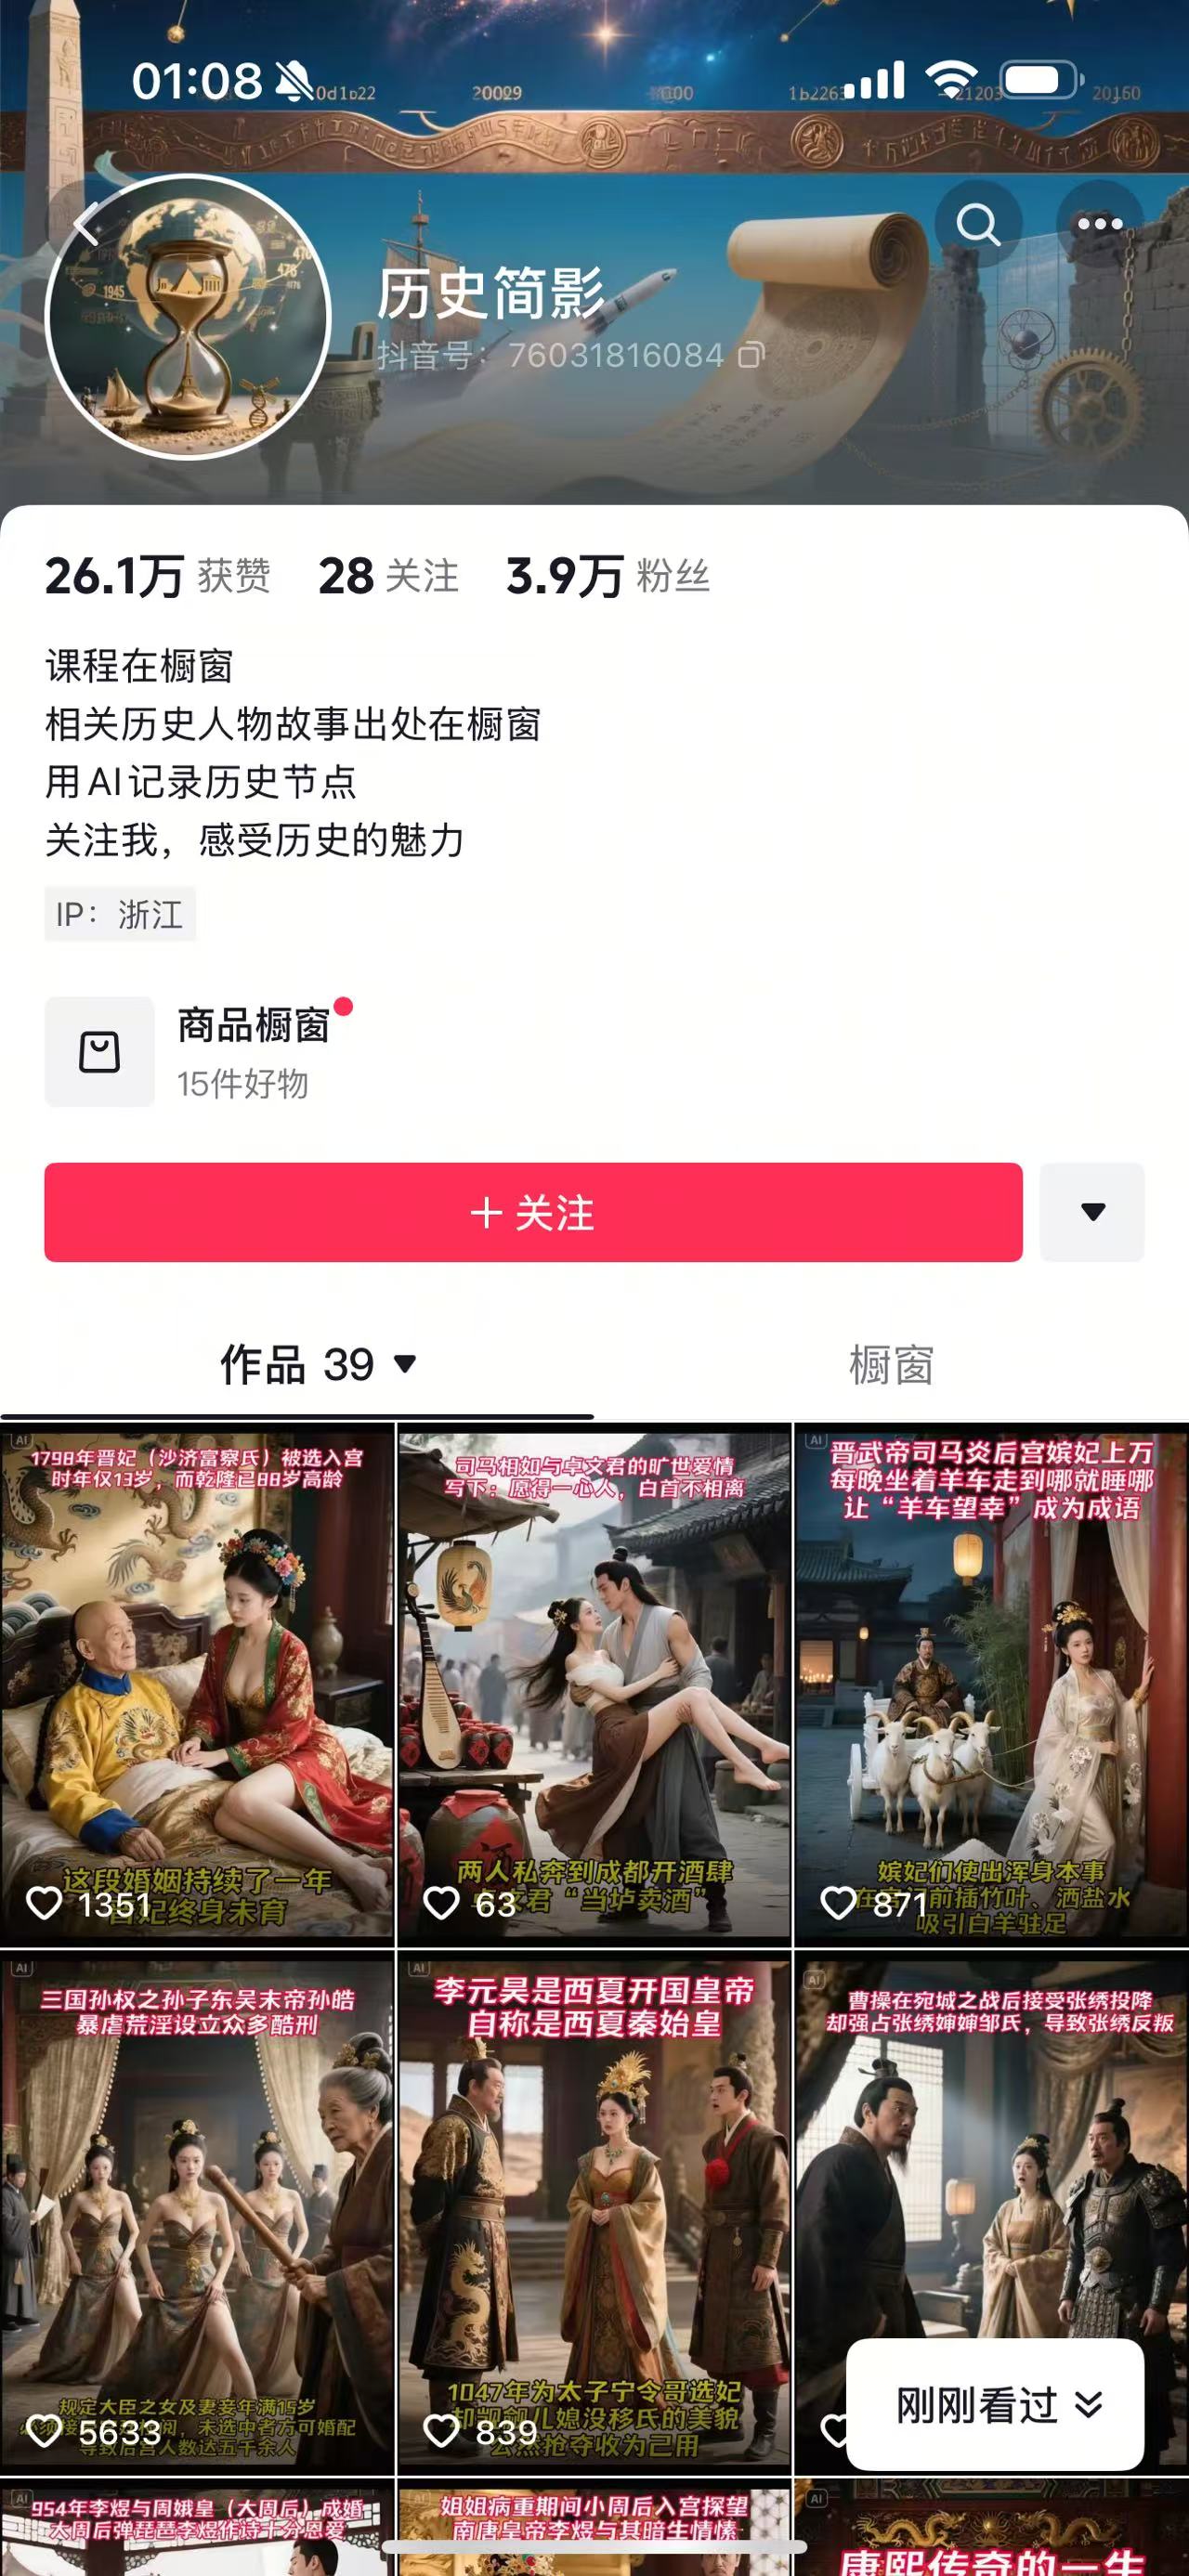 01:08
0d1b22
20029
1b2263
21203
20160
1945
476
历史简影
抖音号：76031816084
26.1万 获赞 28 关注 3.9万 粉丝
课程在橱窗
相关历史人物故事出处在橱窗
用AI记录历史节点
关注我，感受历史的魅力
IP：浙江
商品橱窗
15件好物
关注
作品 39
橱窗
AI
1798年晋妃（沙济富察氏）被选入宫
时年仅13岁，而乾隆已88岁高龄
这段婚姻持续了一年
晋妃终身未育
1351
司马相如与卓文君的旷世爱情
写下：愿得一心人，白首不相离
两人私奔到成都开酒肆
文君“当垆卖酒”
63
AI
晋武帝司马炎后宫嫔妃上万
每晚坐着羊车走到哪就睡哪
让“羊车望幸”成为成语
嫔妃们使出浑身本事
在 前插竹叶、洒盐水
吸引白羊驻足
871
AI
三国孙权之孙子东吴末帝孙皓
暴虐荒淫设立众多酷刑
规定大臣之女及妻妾年满15岁
未选中者方可婚配
导致后宫人数达五千余人
5633
AI
李元昊是西夏开国皇帝
自称是西夏秦始皇
1047年为太子宁令哥选妃
却觊觎儿媳没移氏的美貌
公然抢夺收为己用
839
AI
曹操在宛城之战后接受张绣投降
却强占张绣婶婶邹氏，导致张绣反叛
刚刚看过
AI
954年李煜与周娥皇（大周后）成婚
大周后弹琵琶李煜作诗十分恩爱
姐姐病重期间小周后入宫探望
南唐皇帝李煜与其暗生情愫
AI
康熙传奇的一生